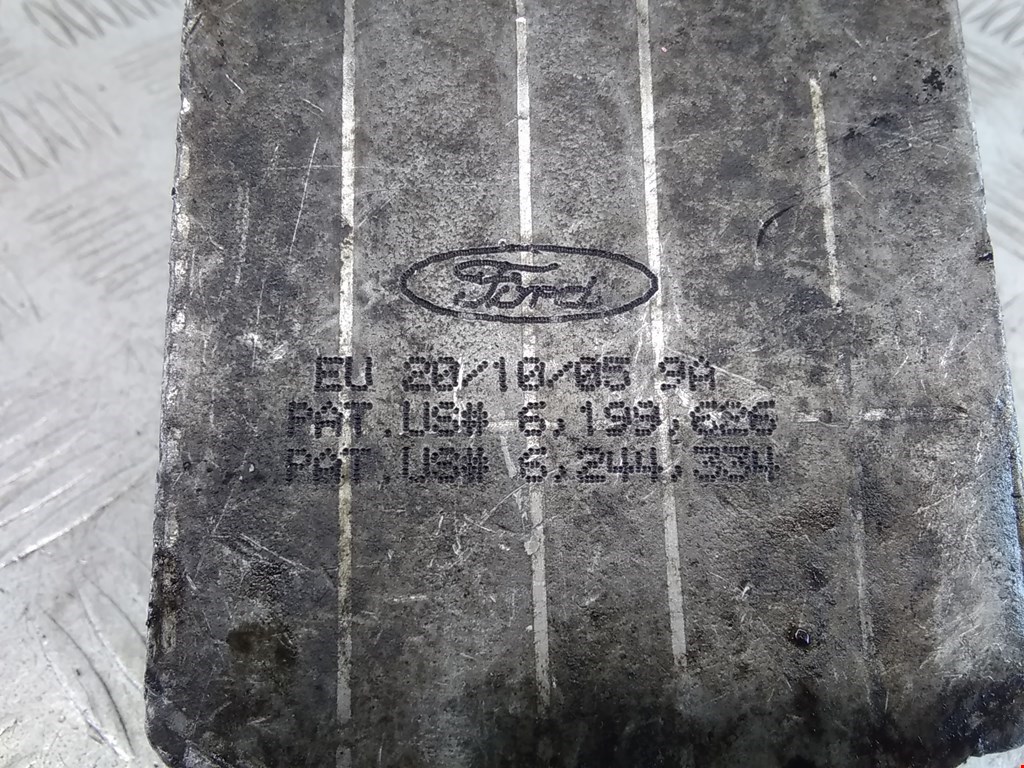 Ford
EU 20/10/05 9A
PAT.US# 6,199,626
PAT.US# 6,244,334